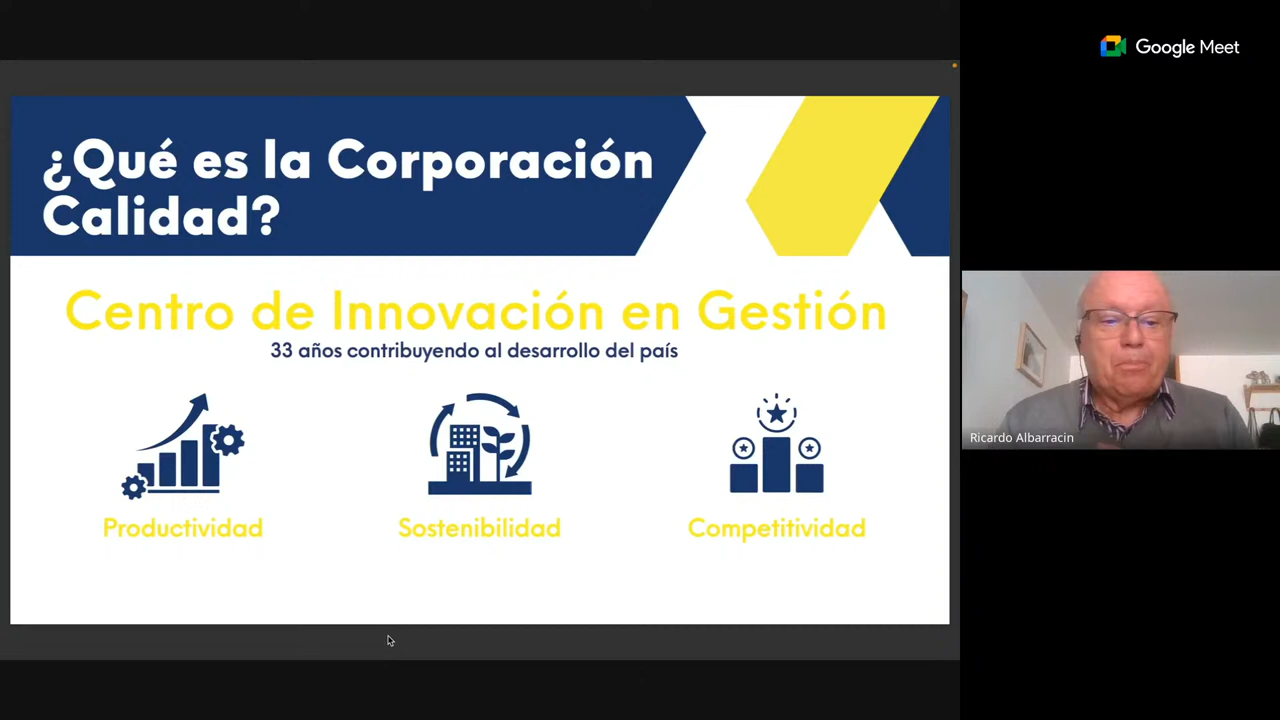 Google Meet
¿Qué es la Corporación
Calidad?
Centro de Innovación en Gestión
33 años contribuyendo al desarrollo del país
Productividad
Sostenibilidad
Competitividad
Ricardo Albarracin